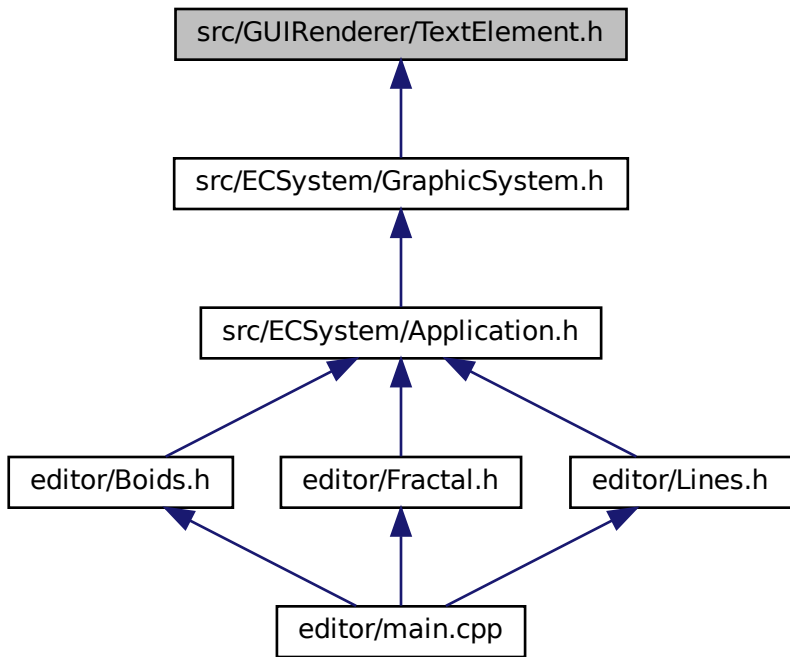 src/GUIRenderer/TextElement.h
src/ECSystem/GraphicSystem.h
src/ECSystem/Application.h
editor/Boids.h
editor/Fractal.h
editor/Lines.h
editor/main.cpp